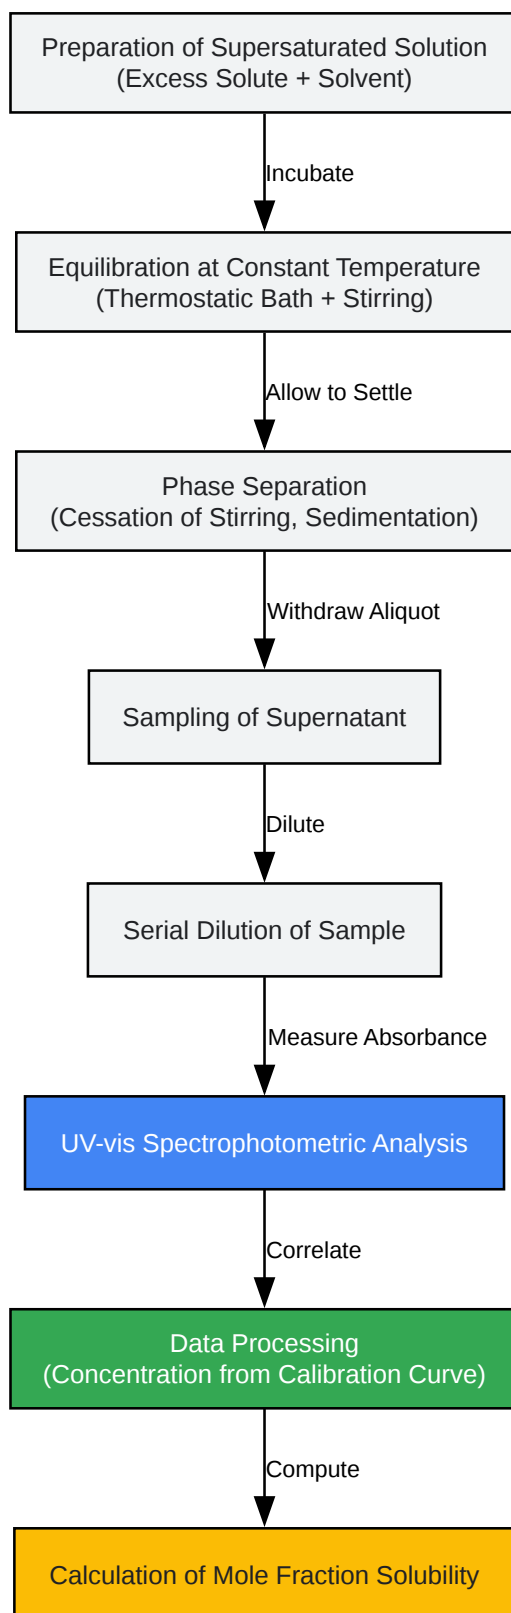 Preparation of Supersaturated Solution
(Excess Solute + Solvent)
Incubate
Equilibration at Constant Temperature
(Thermostatic Bath + Stirring)
Allow to Settle
Phase Separation
(Cessation of Stirring, Sedimentation)
Withdraw Aliquot
Sampling of Supernatant
Dilute
Serial Dilution of Sample
Measure Absorbance
UV-vis Spectrophotometric Analysis
Correlate
Data Processing
(Concentration from Calibration Curve)
Compute
Calculation of Mole Fraction Solubility